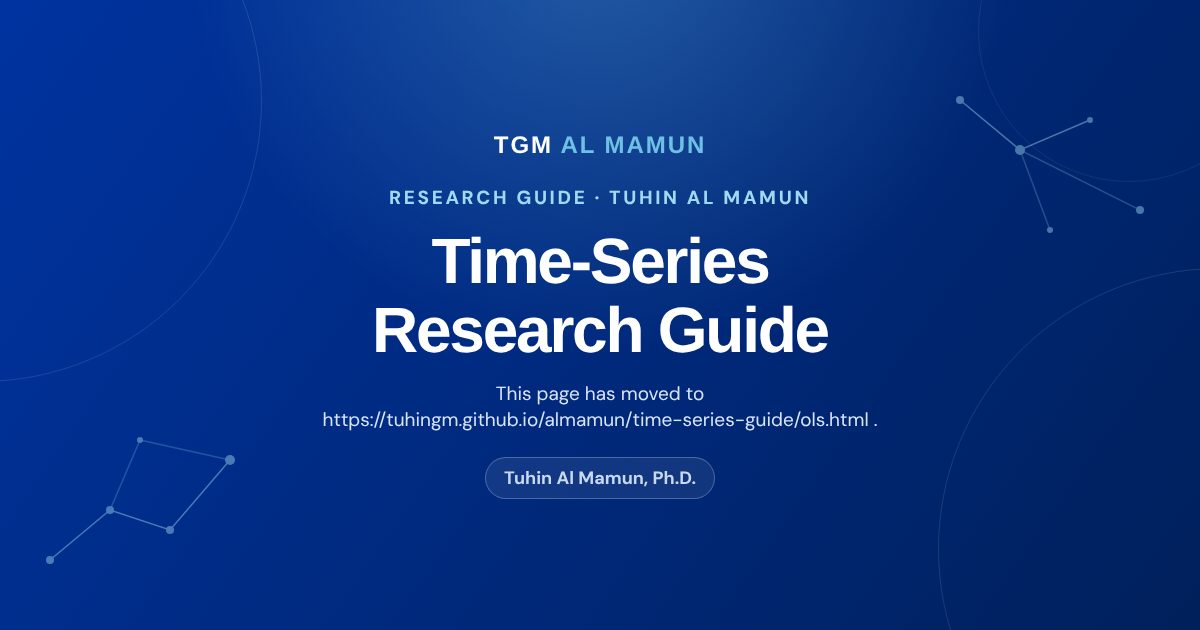 TGM AL MAMUN
RESEARCH GUIDE · TUHIN AL MAMUN
Time-Series
Research Guide
This page has moved to
https://tuhingm.github.io/almamun/time-series-guide/ols.html .
Tuhin Al Mamun, Ph.D.